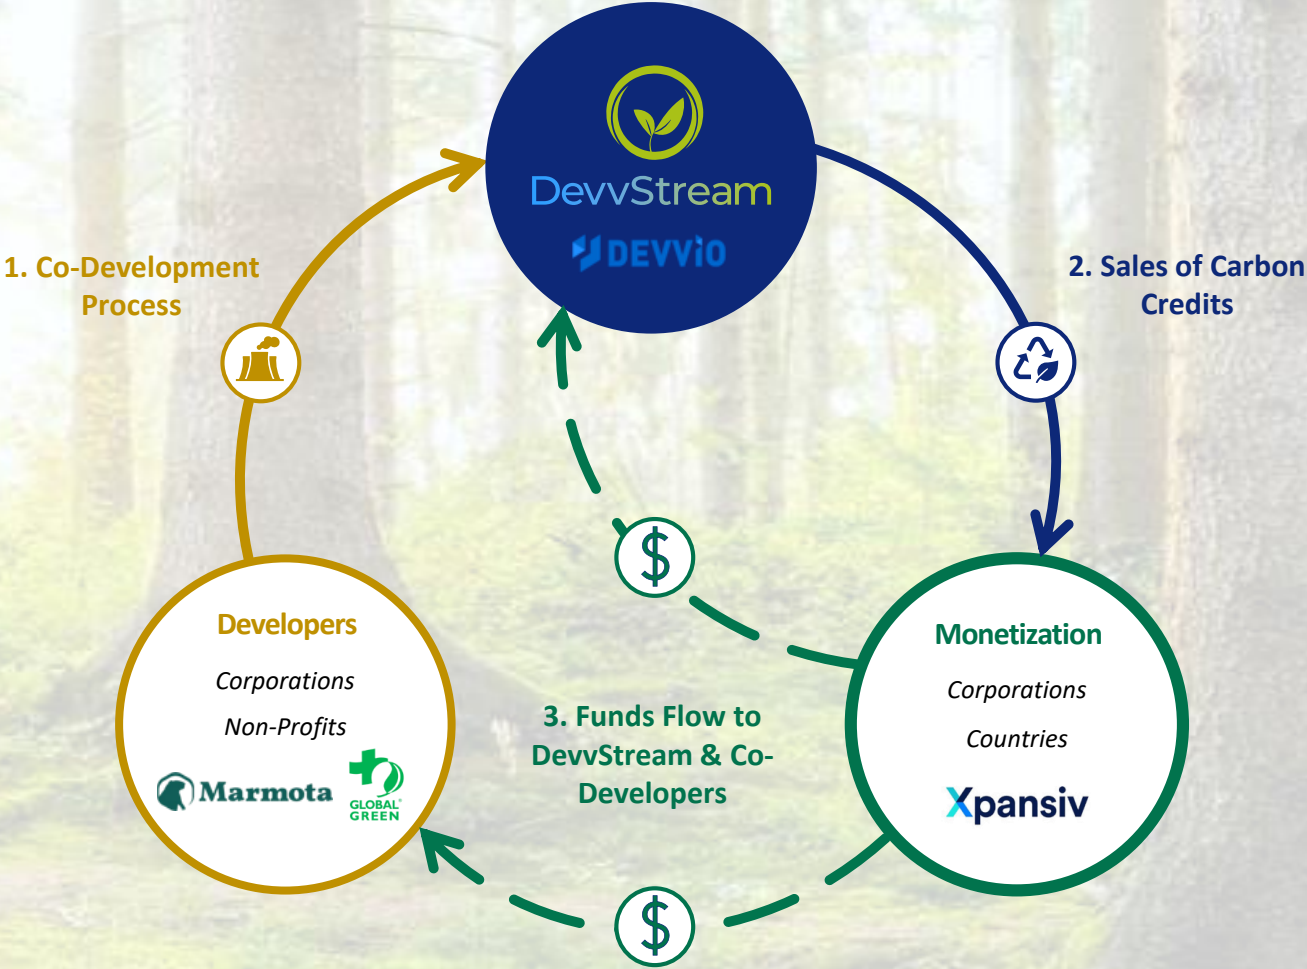 DevvStream
DEVViO
1. Co-Development
Process
2. Sales of Carbon
Credits
$
Developers
Corporations
Non-Profits
Marmota
GLOBAL
GREEN
Monetization
Corporations
Countries
Xpansiv
3. Funds Flow to
DevvStream & Co-
Developers
$